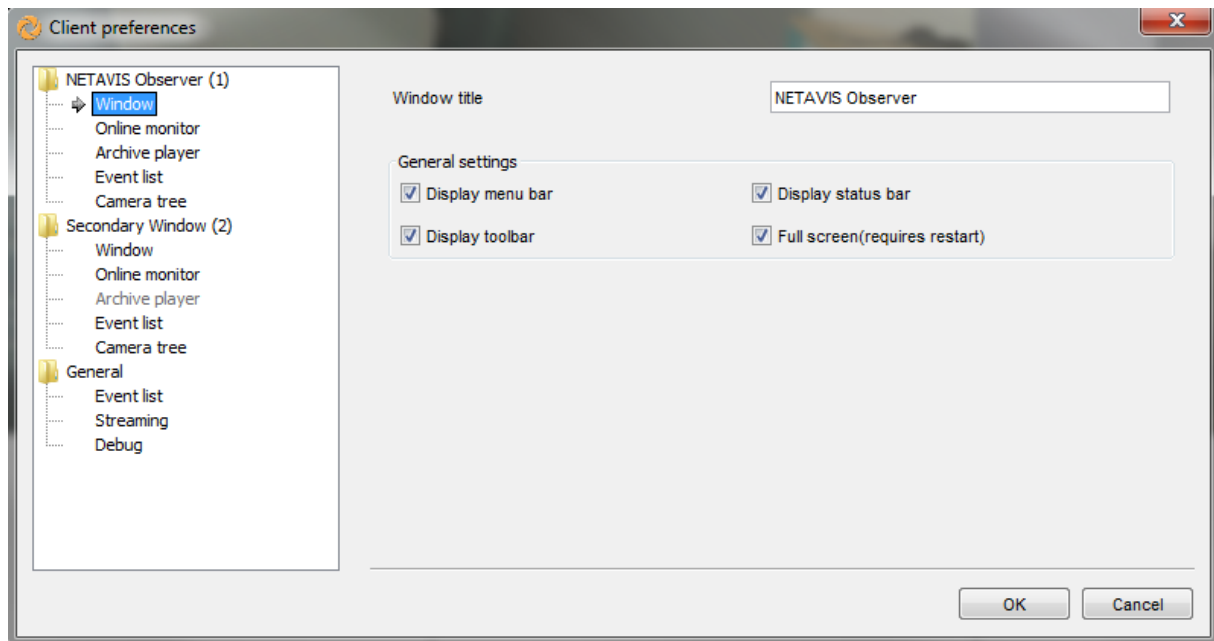 Client preferences
NETAVIS Observer (1)
Window
Online monitor
Archive player
Event list
Camera tree
Secondary Window (2)
Window
Online monitor
Archive player
Event list
Camera tree
General
Event list
Streaming
Debug
Window title
NETAVIS Observer
General settings
Display menu bar
Display status bar
Display toolbar
Full screen(requires restart)
OK
Cancel